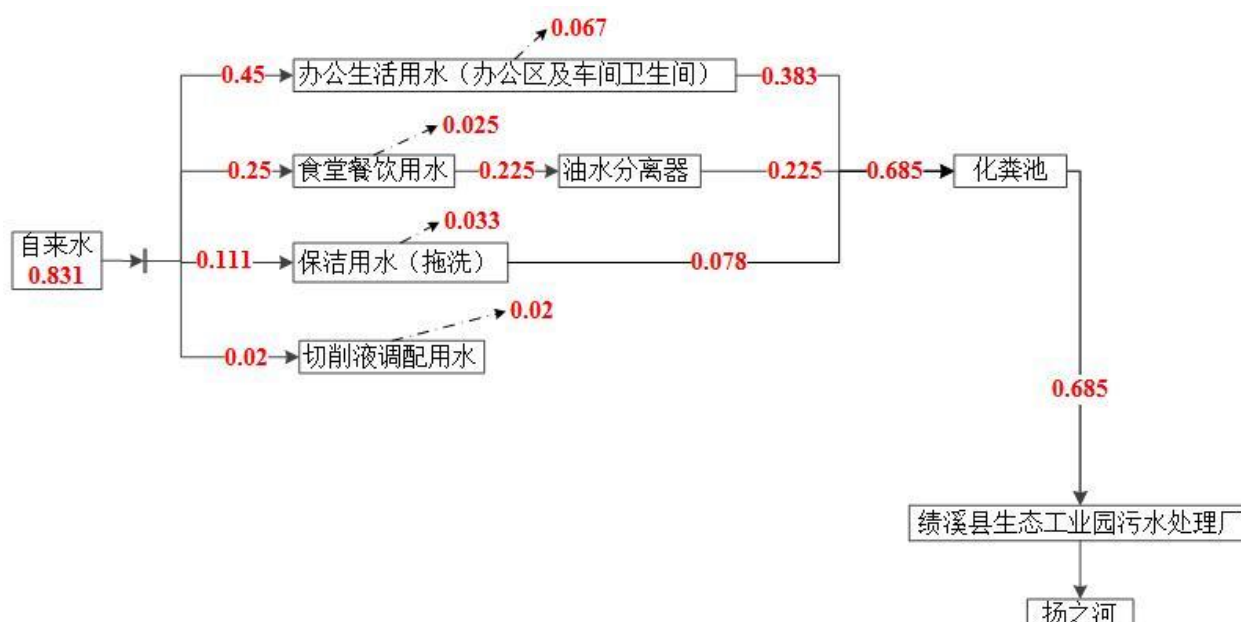 0.067
0.45
办公生活用水（办公区及车间卫生间）
0.383
0.025
0.25
食堂餐饮用水
0.225
油水分离器
0.225
0.685
化粪池
0.033
自来水
0.831
0.111
保洁用水（拖洗）
0.078
0.02
0.02
切削液调配用水
0.685
绩溪县生态工业园污水处理厂
扬之河